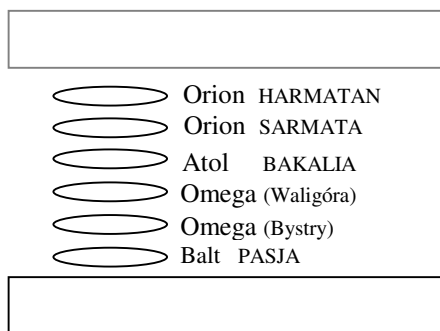 Orion HARMATAN
Orion SARMATA
Atol BAKALIA
Omega (Waligóra)
Omega (Bystry)
Balt PASJA